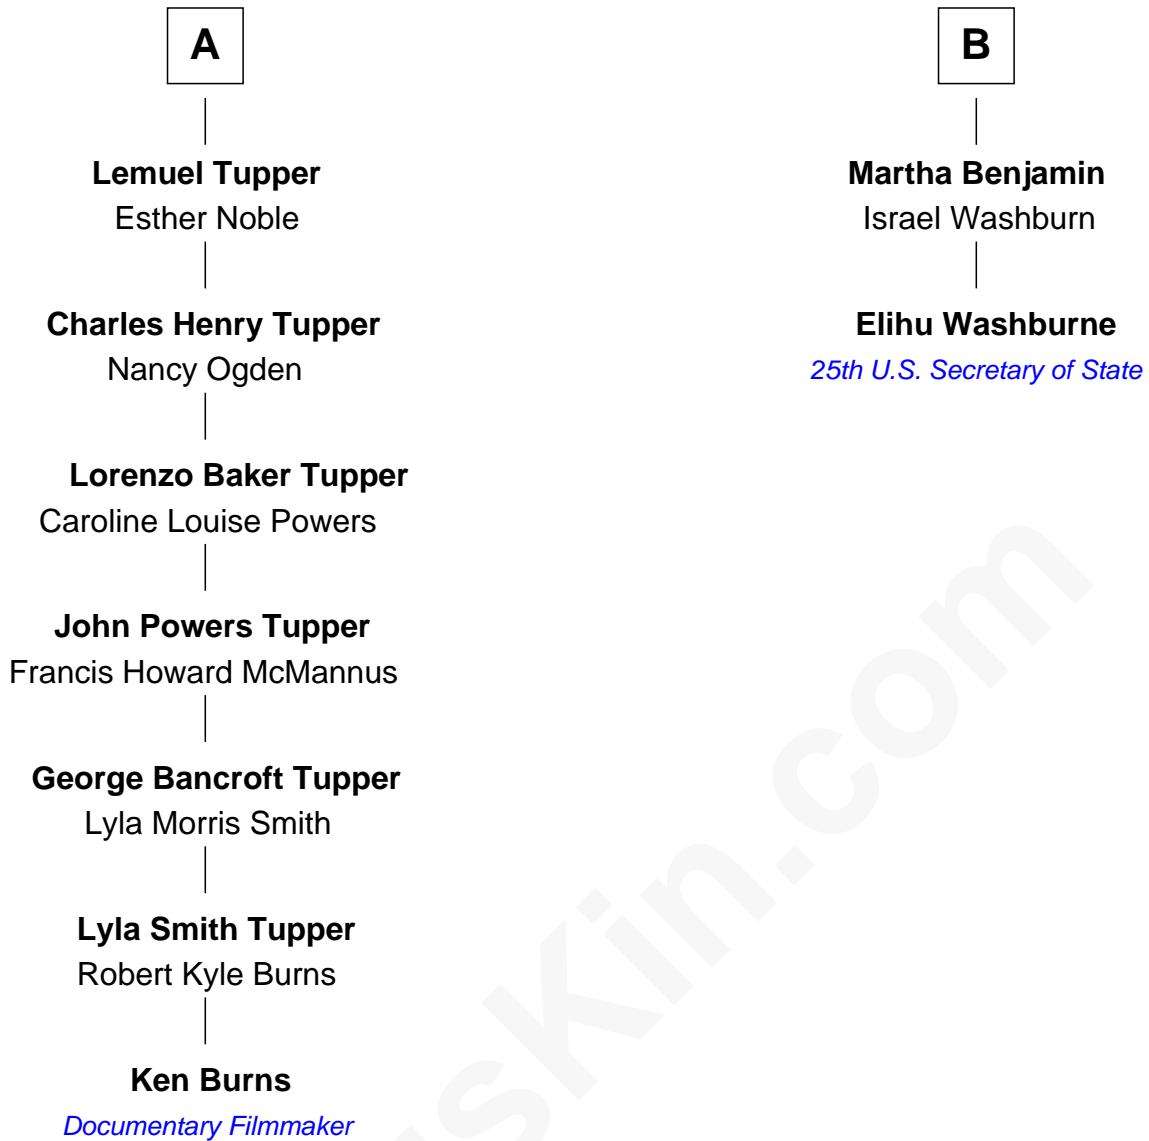 A
Lemuel Tupper
Esther Noble
Charles Henry Tupper
Nancy Ogden
Lorenzo Baker Tupper
Caroline Louise Powers
John Powers Tupper
Francis Howard McMannus
George Bancroft Tupper
Lyla Morris Smith
Lyla Smith Tupper
Robert Kyle Burns
Ken Burns
Documentary Filmmaker
B
Martha Benjamin
Israel Washburn
Elihu Washburne
25th U.S. Secretary of State
usKin.com